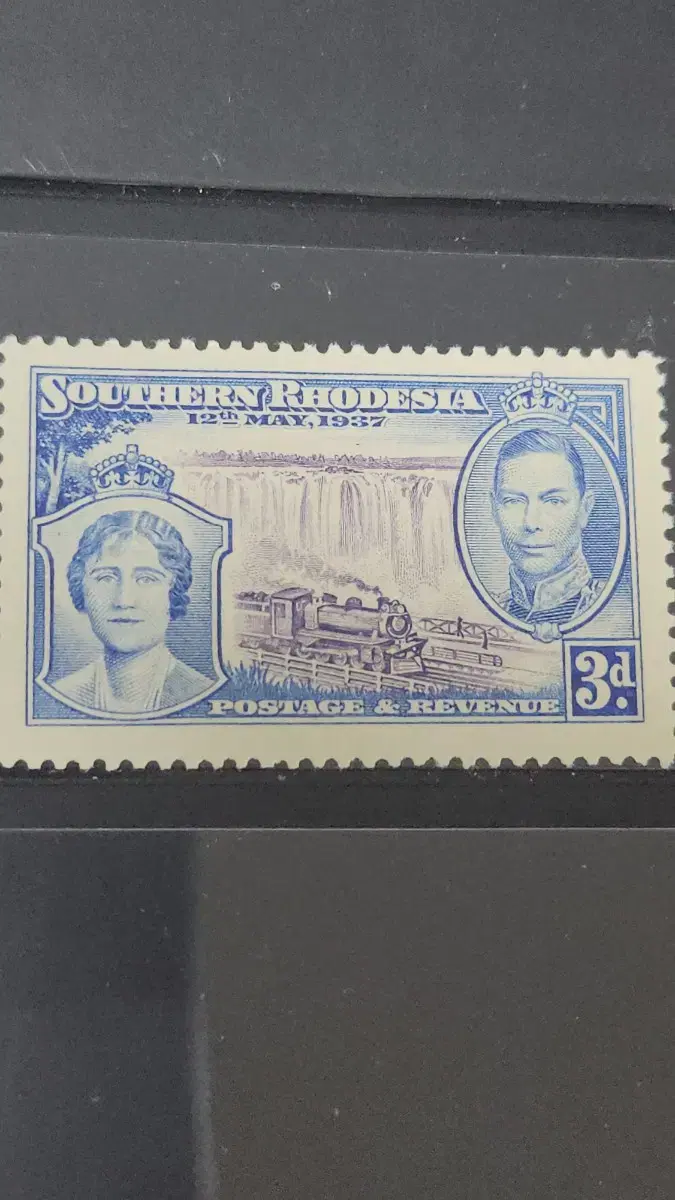 SOUTHERN RHODESIA
12th MAY, 1937
3d.
POSTAGE & REVENUE